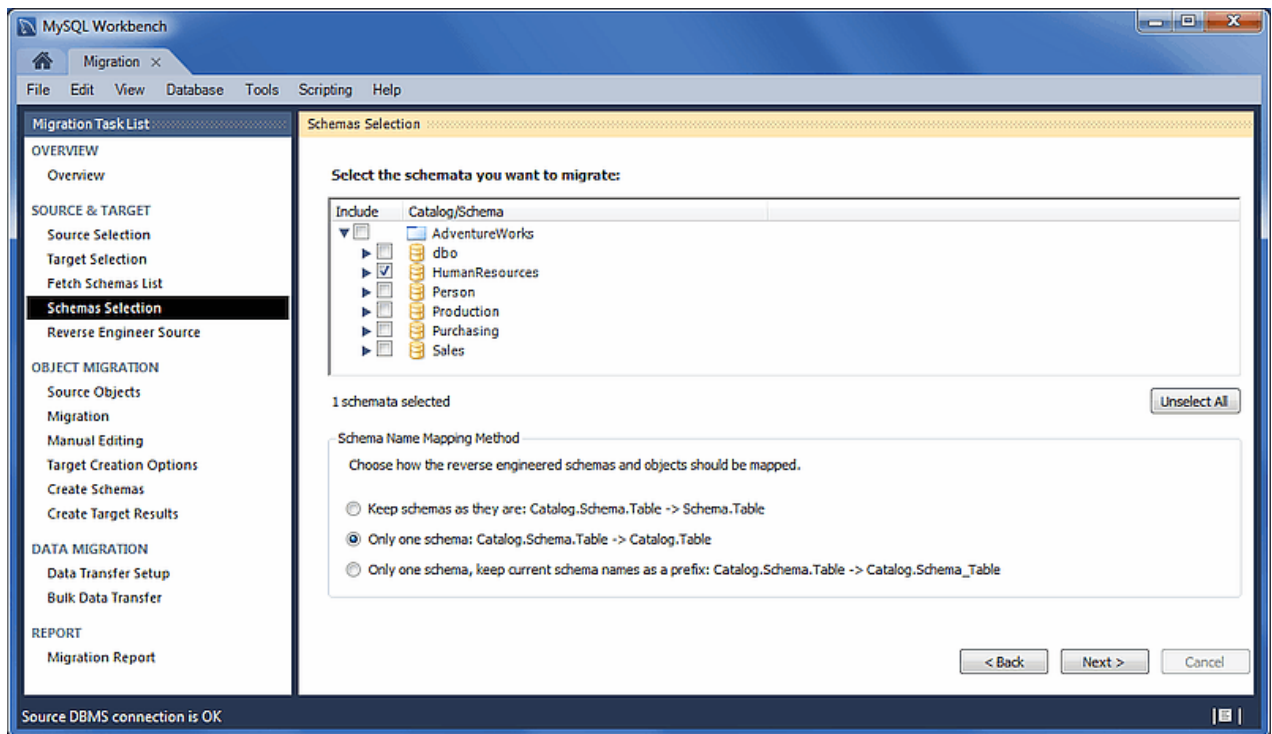 MySQL Workbench
Migration
File Edit View Database Tools Scripting Help
Migration Task List
OVERVIEW
Overview
SOURCE & TARGET
Source Selection
Target Selection
Fetch Schemas List
Schemas Selection
Reverse Engineer Source
OBJECT MIGRATION
Source Objects
Migration
Manual Editing
Target Creation Options
Create Schemas
Create Target Results
DATA MIGRATION
Data Transfer Setup
Bulk Data Transfer
REPORT
Migration Report
Schemas Selection
Select the schemata you want to migrate:
Include Catalog/Schema
AdventureWorks
dbo
HumanResources
Person
Production
Purchasing
Sales
1 schemata selected
Unselect All
Schema Name Mapping Method
Choose how the reverse engineered schemas and objects should be mapped.
Keep schemas as they are: Catalog.Schema.Table -> Schema.Table
Only one schema: Catalog.Schema.Table -> Catalog.Table
Only one schema, keep current schema names as a prefix: Catalog.Schema.Table -> Catalog.Schema_Table
< Back Next > Cancel
Source DBMS connection is OK